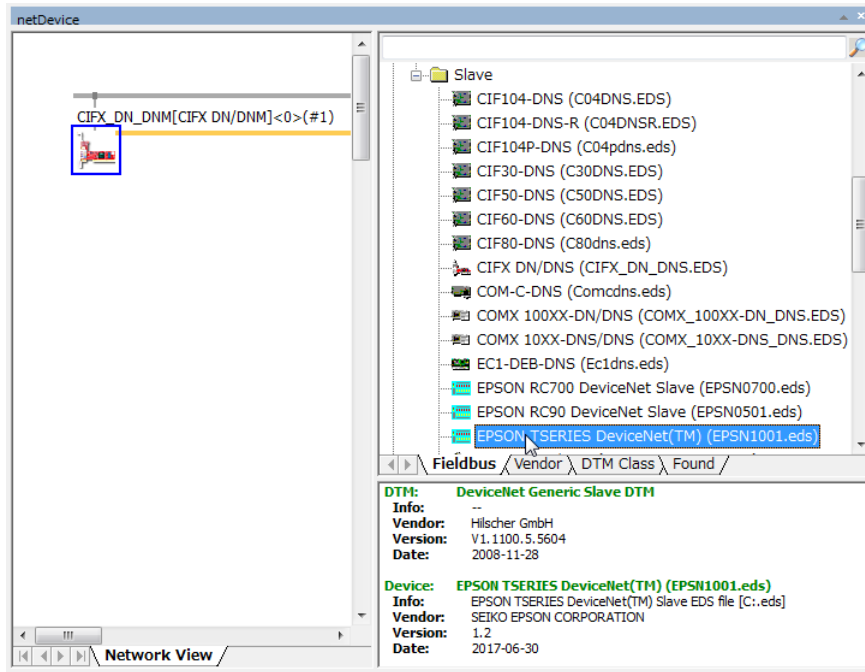 netDevice
CIFX_DN_DNM[CIFX DN/DNM]<0>(#1)
Network View
Slave
CIF104-DNS (C04DNS.EDS)
CIF104-DNS-R (C04DNSR.EDS)
CIF104P-DNS (C04pdns.eds)
CIF30-DNS (C30DNS.EDS)
CIF50-DNS (C50DNS.EDS)
CIF60-DNS (C60DNS.EDS)
CIF80-DNS (C80dns.eds)
CIFX DN/DNS (CIFX_DN_DNS.EDS)
COM-C-DNS (Comcdns.eds)
COMX 100XX-DN/DNS (COMX_100XX-DN_DNS.EDS)
COMX 10XX-DNS/DNS (COMX_10XX-DNS_DNS.EDS)
EC1-DEB-DNS (Ec1dns.eds)
EPSON RC700 DeviceNet Slave (EPSN0700.eds)
EPSON RC90 DeviceNet Slave (EPSN0501.eds)
EPSON TSERIES DeviceNet(TM) (EPSN1001.eds)
Fieldbus Vendor DTM Class Found
DTM: DeviceNet Generic Slave DTM
Info: --
Vendor: Hilscher GmbH
Version: V1.1100.5.5604
Date: 2008-11-28
Device: EPSON TSERIES DeviceNet(TM) (EPSN1001.eds)
Info: EPSON TSERIES DeviceNet(TM) Slave EDS file [C:.eds]
Vendor: SEIKO EPSON CORPORATION
Version: 1.2
Date: 2017-06-30